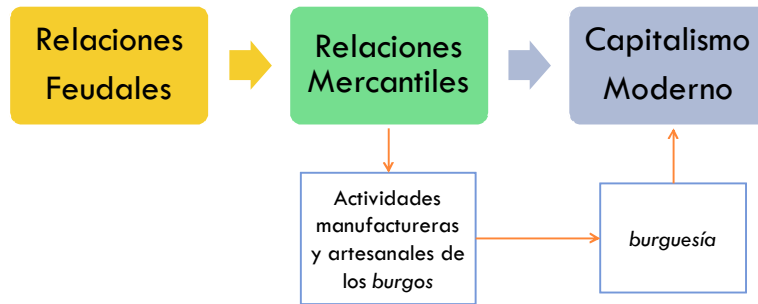 Relaciones
Feudales
Relaciones
Mercantiles
Capitalismo
Moderno
Actividades
manufactureras
y artesanales de
los burgos
burguesía